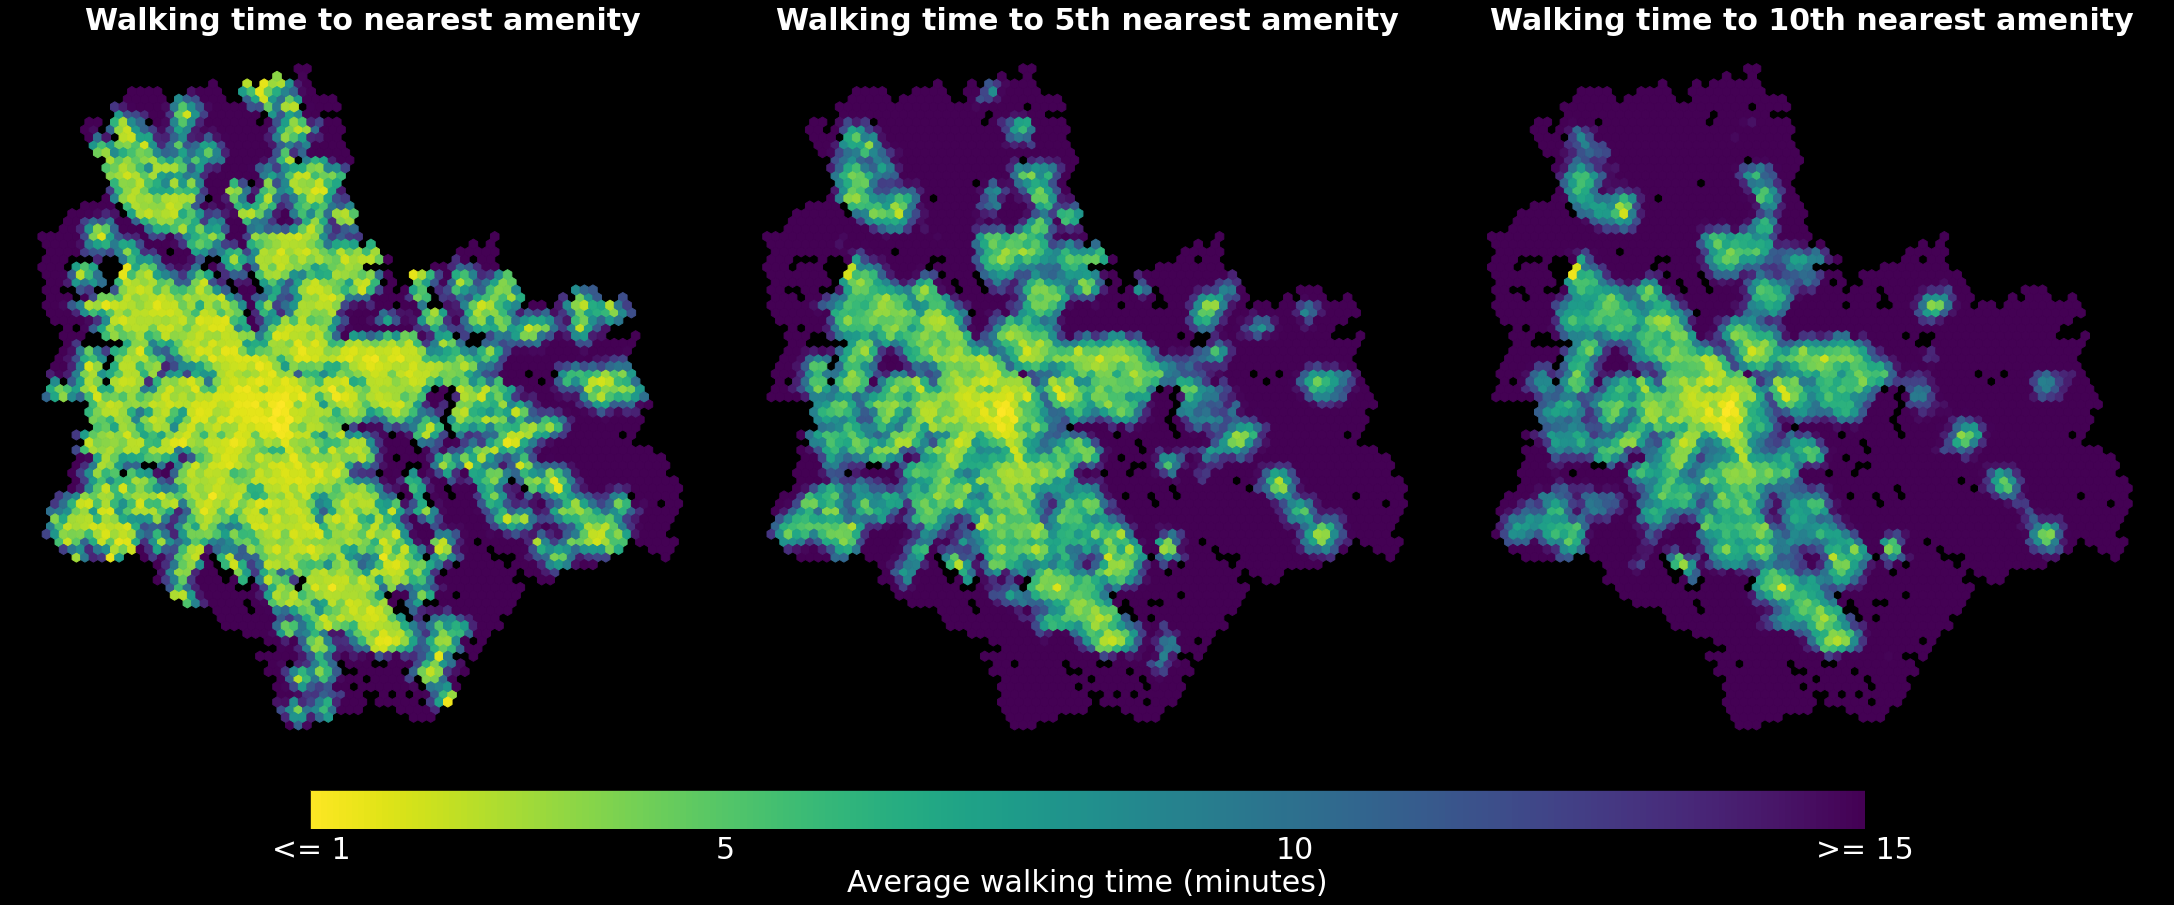 Walking time to nearest amenity
Walking time to 5th nearest amenity
Walking time to 10th nearest amenity
<= 1
5
10
>= 15
Average walking time (minutes)